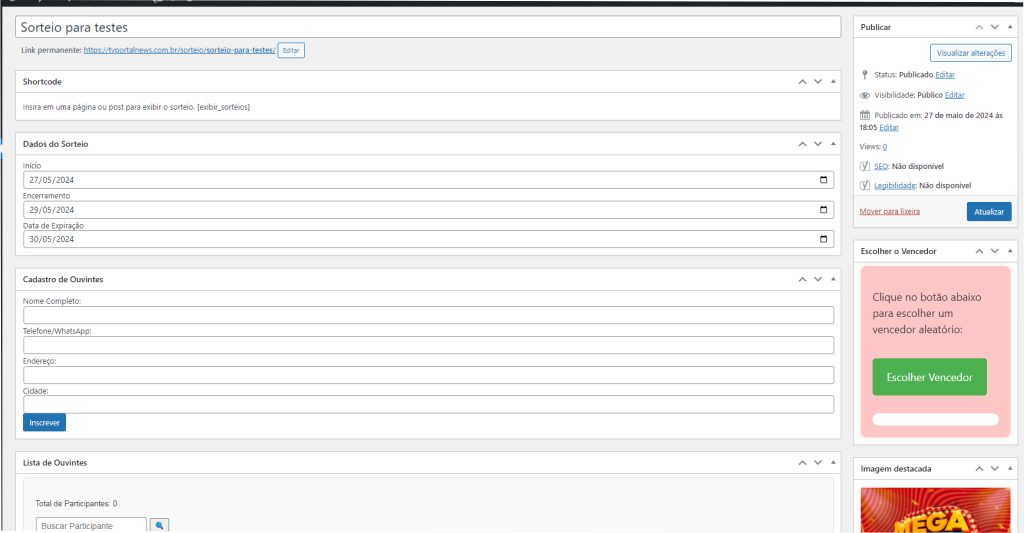 Sorteio para testes
Link permanente: https://tvportalnews.com.br/sorteio/sorteio-para-testes/ Editar
Shortcode
Insira em uma página ou post para exibir o sorteio. [exibir_sorteios]
Dados do Sorteio
Início
27/05/2024
Encerramento
29/05/2024
Data de Expiração
30/05/2024
Cadastro de Ouvintes
Nome Completo:
Telefone/WhatsApp:
Endereço:
Cidade:
Inscrever
Lista de Ouvintes
Total de Participantes: 0
Buscar Participante
Publicar
Visualizar alterações
Status: Publicado Editar
Visibilidade: Público Editar
Publicado em: 27 de maio de 2024 às
18:05 Editar
Views: 0
SEO: Não disponível
Legibilidade: Não disponível
Mover para lixeira
Atualizar
Escolher o Vencedor
Clique no botão abaixo
para escolher um
vencedor aleatório:
Escolher Vencedor
Imagem destacada
MEGA